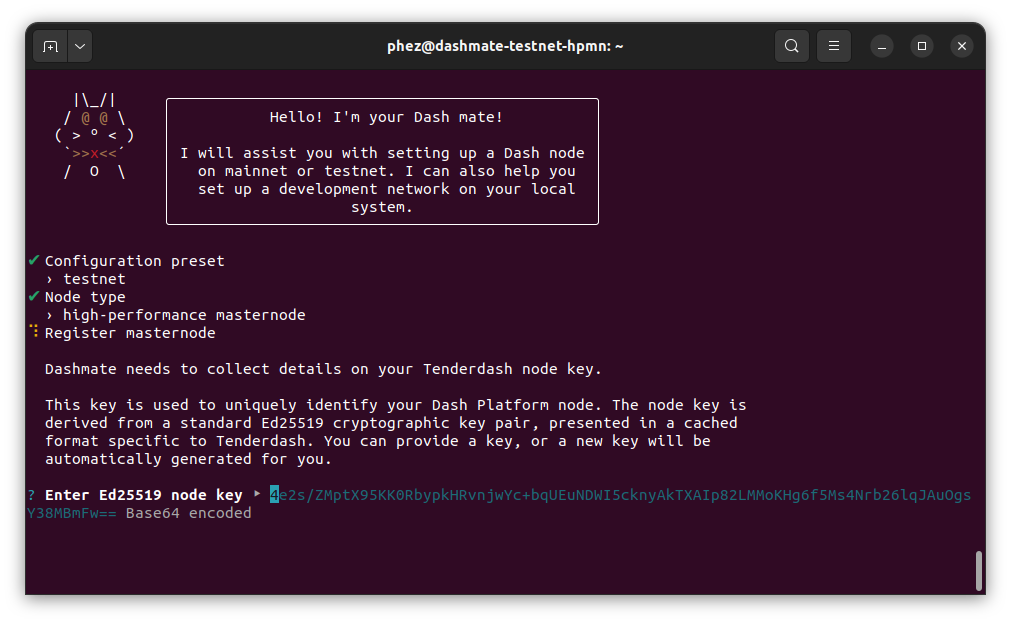 phez@dashmate-testnet-hpmn: ~
|\_/|
/ @ @ \
( > º < )
`>>x<<´
/  O  \
Hello! I'm your Dash mate!
I will assist you with setting up a Dash node
on mainnet or testnet. I can also help you
set up a development network on your local
system.
✔ Configuration preset
› testnet
✔ Node type
› high-performance masternode
Register masternode
Dashmate needs to collect details on your Tenderdash node key.
This key is used to uniquely identify your Dash Platform node. The node key is
derived from a standard Ed25519 cryptographic key pair, presented in a cached
format specific to Tenderdash. You can provide a key, or a new key will be
automatically generated for you.
? Enter Ed25519 node key ‣ 4e2s/ZMptX95KK0RbypkHRvnjwYc+bqUEuNDWI5cknyAkTXAIp82LMMoKHg6f5Ms4Nrb26lqJAuOgs
Y38MBmFw== Base64 encoded